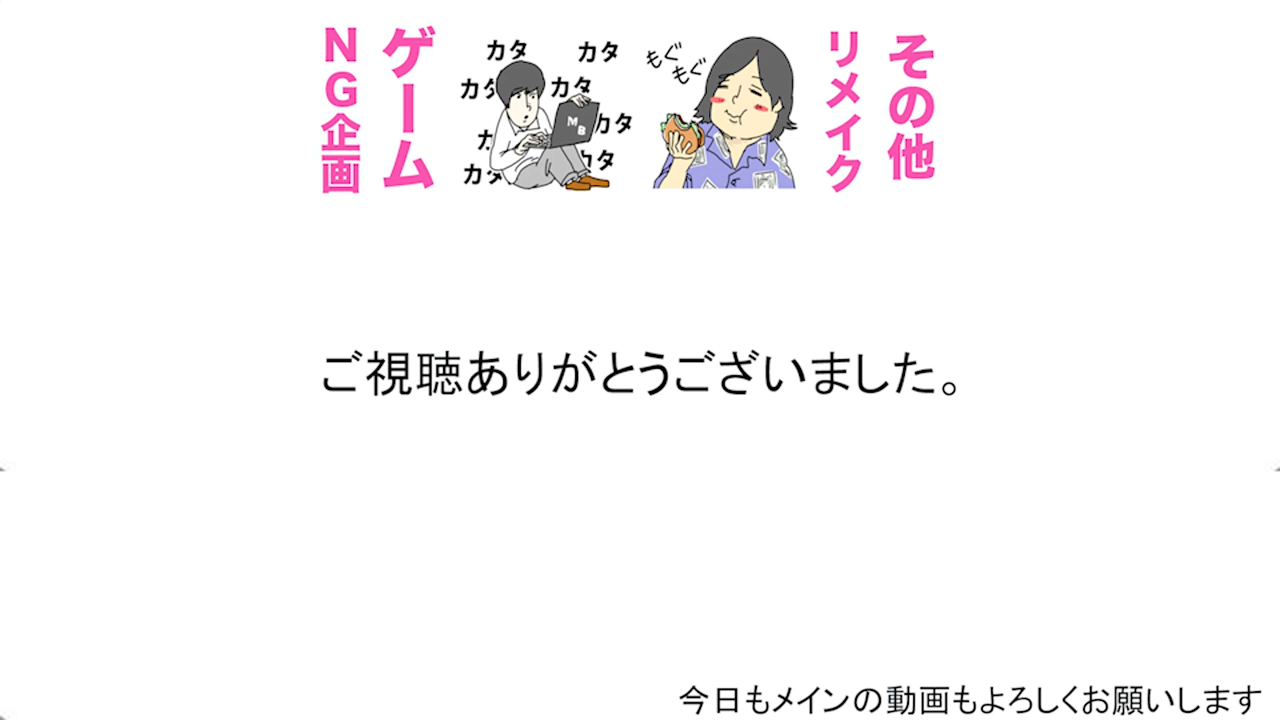 ゲーム
NG企画
カタ
カタ
カタ
カタ
カタ
カ
カタ
カタ
MB
もぐ
もぐ
その他
リメイク
ご視聴ありがとうございました。
今日もメインの動画もよろしくお願いします